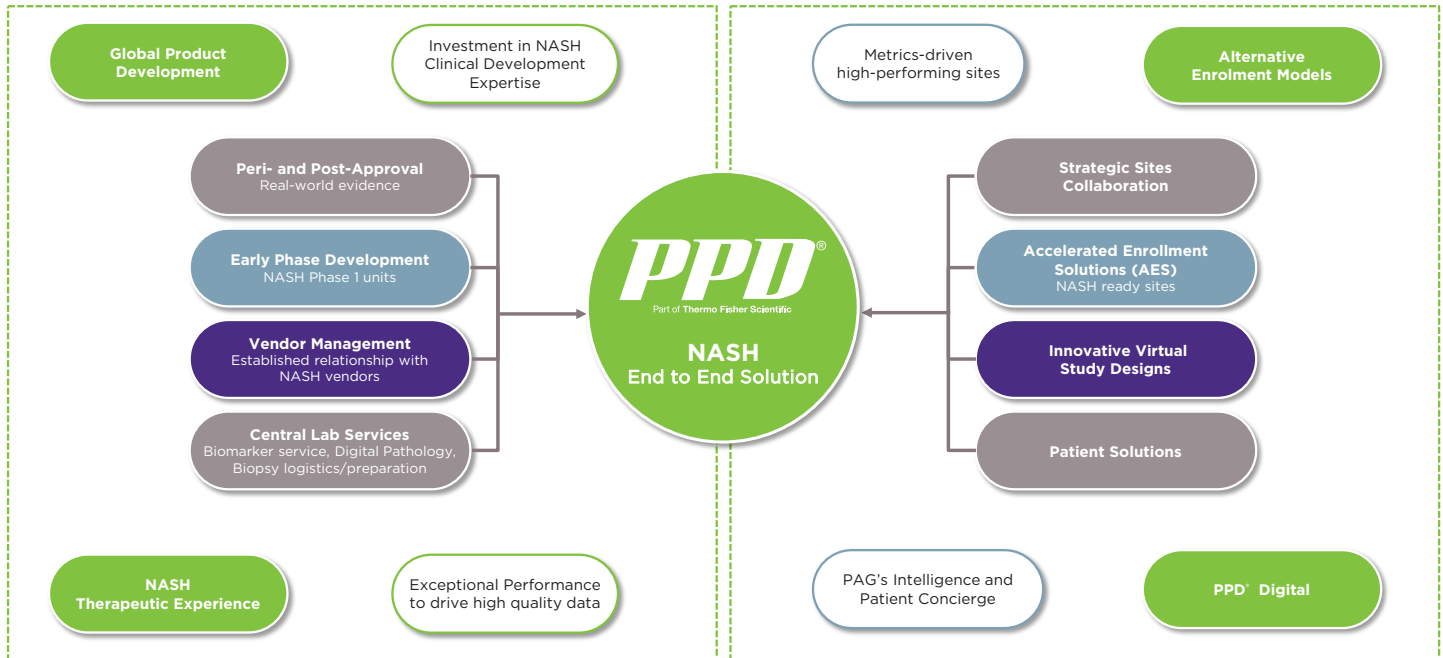 Global Product
Development
Investment in NASH
Clinical Development
Expertise
Peri- and Post-Approval
Real-world evidence
Early Phase Development
NASH Phase 1 units
Vendor Management
Established relationship with
NASH vendors
Central Lab Services
Biomarker service, Digital Pathology,
Biopsy logistics/preparation
NASH
Therapeutic Experience
Exceptional Performance
to drive high quality data
PPD®
Part of Thermo Fisher Scientific
NASH
End to End Solution
Metrics-driven
high-performing sites
Alternative
Enrolment Models
Strategic Sites
Collaboration
Accelerated Enrollment
Solutions (AES)
NASH ready sites
Innovative Virtual
Study Designs
Patient Solutions
PAG's Intelligence and
Patient Concierge
PPD® Digital